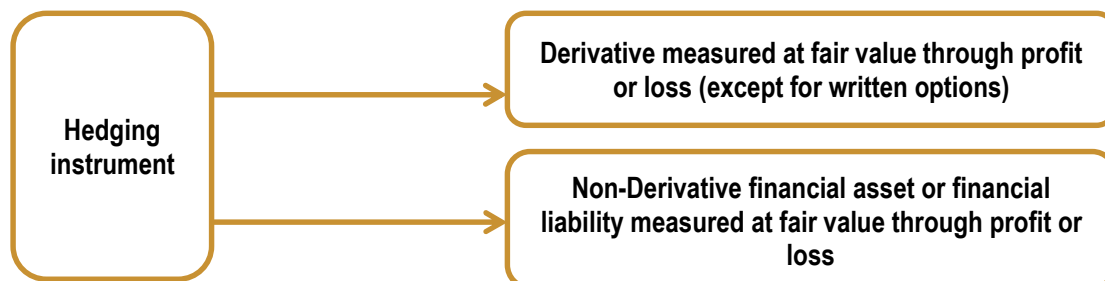 Hedging
instrument
Derivative measured at fair value through profit
or loss (except for written options)
Non-Derivative financial asset or financial
liability measured at fair value through profit or
loss